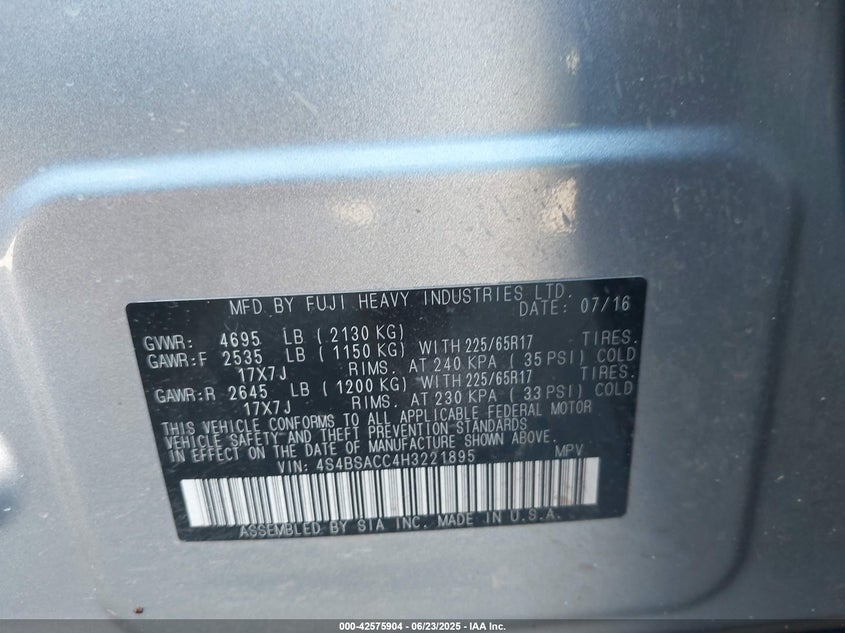 MFD BY FUJI HEAVY INDUSTRIES LTD.
DATE: 07/16
GVWR: 4695 LB ( 2130 KG)
GAWR:F 2535 LB ( 1150 KG) WITH 225/65R17 TIRES.
17X7J RIMS. AT 240 KPA ( 35 PSI) COLD
GAWR:R 2645 LB ( 1200 KG) WITH 225/65R17 TIRES.
17X7J RIMS. AT 230 KPA ( 33 PSI) COLD
THIS VEHICLE CONFORMS TO ALL APPLICABLE FEDERAL MOTOR
VEHICLE SAFETY AND THEFT PREVENTION STANDARDS
IN EFFECT ON THE DATE OF MANUFACTURE SHOWN ABOVE.
VIN: 4S4BSACC4H3221895 MPV
ASSEMBLED BY SIA INC. MADE IN U.S.A.
000-42575904 - 06/23/2025 - IAA Inc.